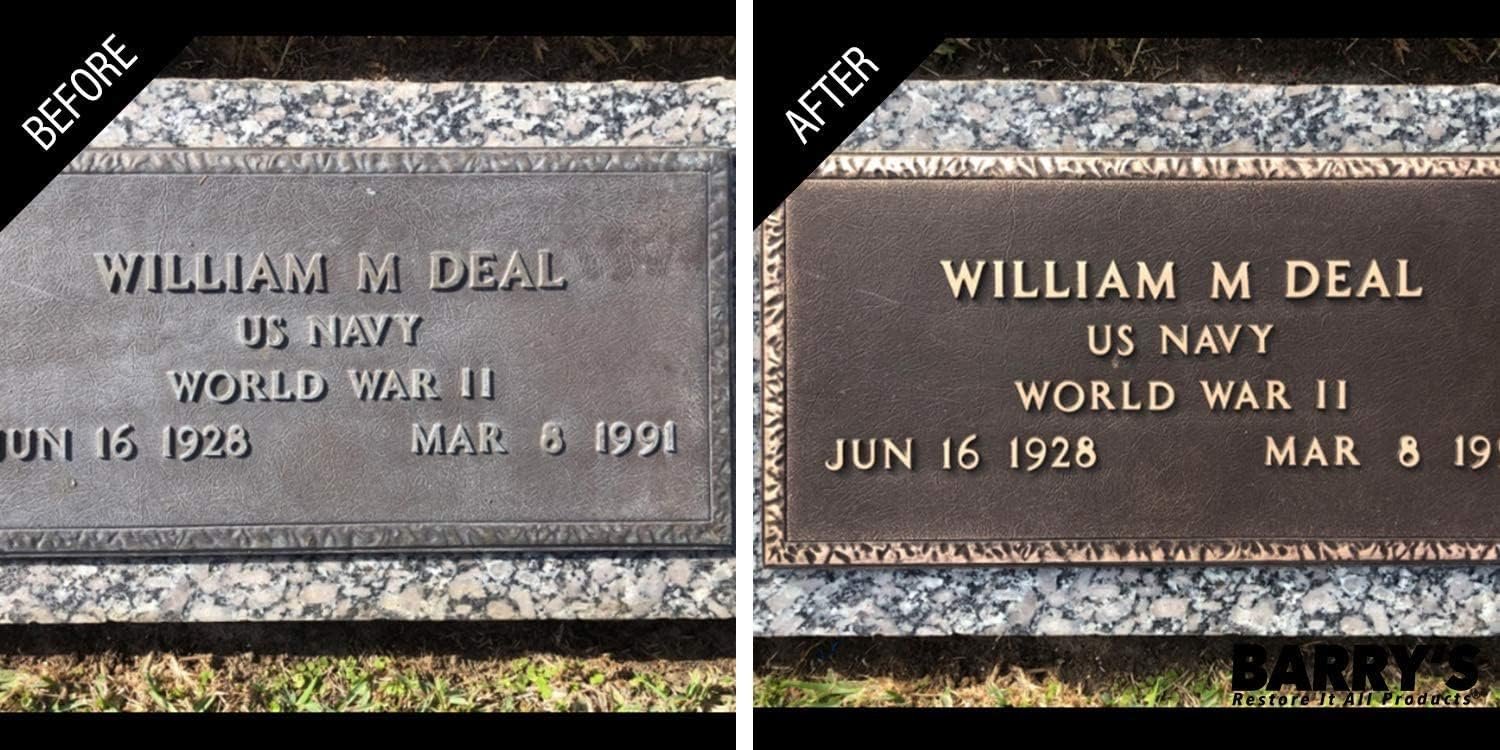 BEFORE
WILLIAM M DEAL
US NAVY
WORLD WAR II
JUN 16 1928 MAR 8 1991
AFTER
WILLIAM M DEAL
US NAVY
WORLD WAR II
JUN 16 1928 MAR 8 19
BARRY'S
Restore It All Products®